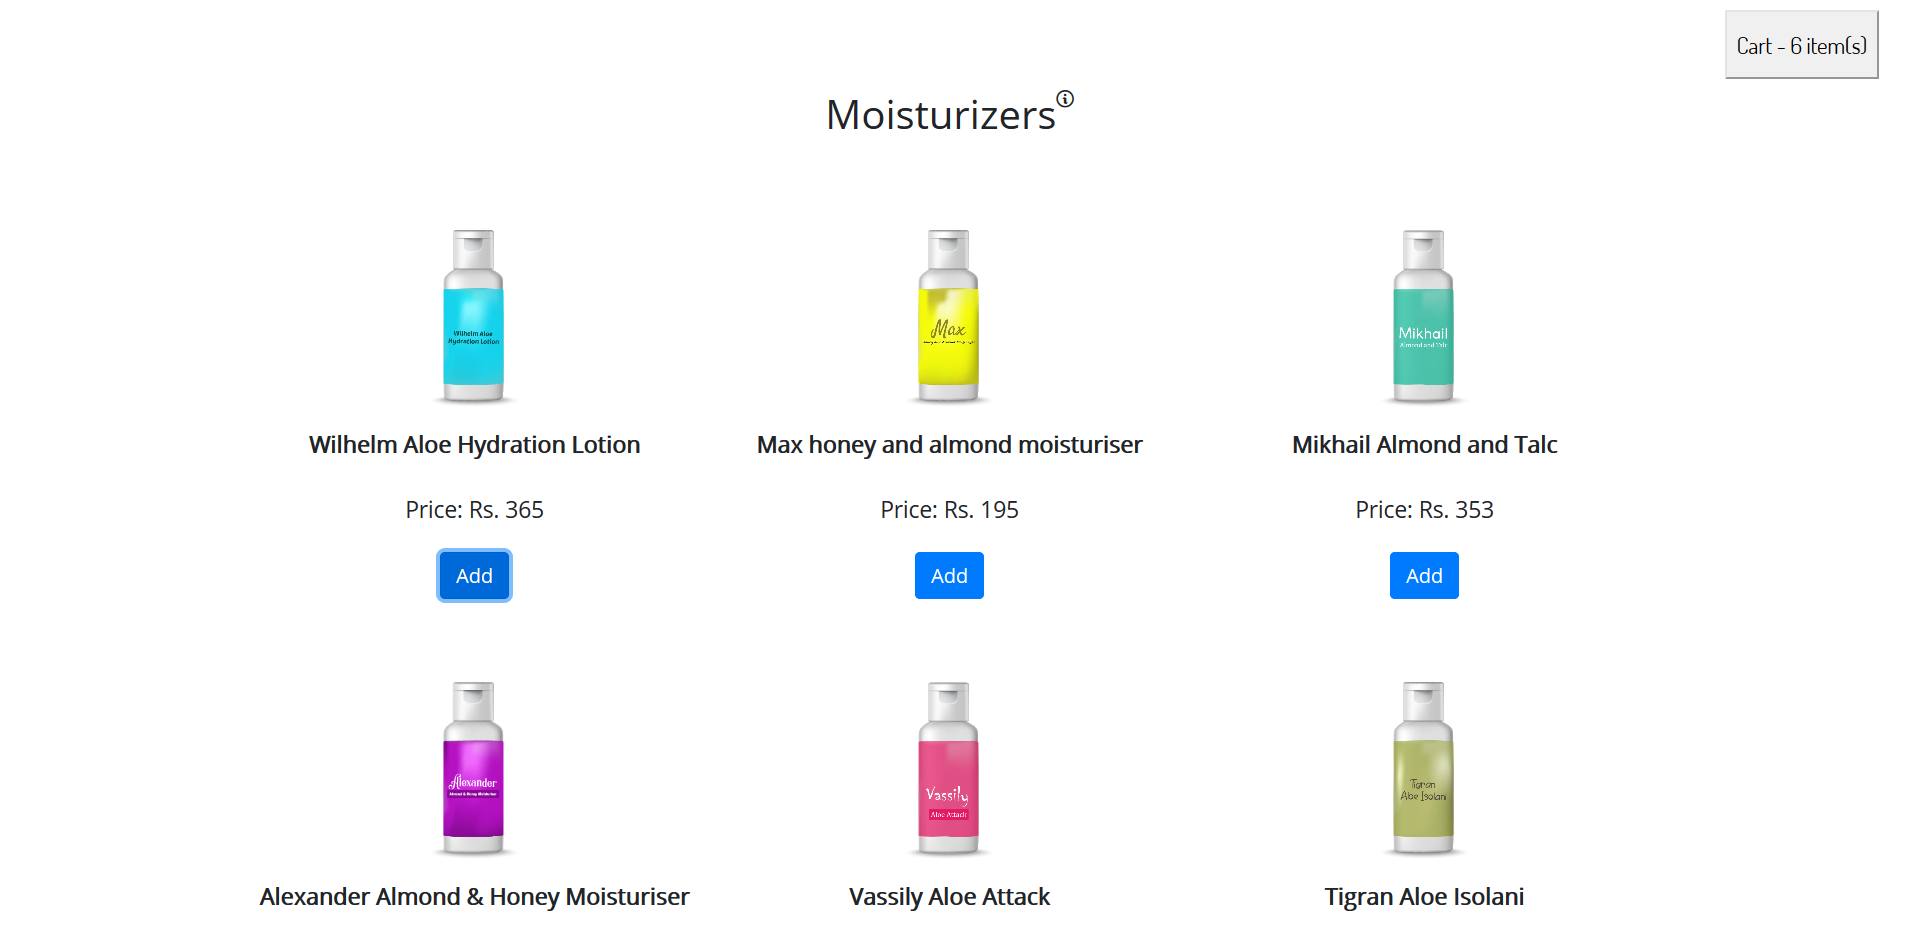 Cart - 6 item(s)
Moisturizers
Wilhelm Aloe
Hydration Lotion
Max
Mikhail
Almond and Talc
Wilhelm Aloe Hydration Lotion
Max honey and almond moisturiser
Mikhail Almond and Talc
Price: Rs. 365
Price: Rs. 195
Price: Rs. 353
Add
Add
Add
Alexander
Almond & Honey Moisturiser
Vassily
Aloe Attack
Tigran
Aloe Isolani
Alexander Almond & Honey Moisturiser
Vassily Aloe Attack
Tigran Aloe Isolani